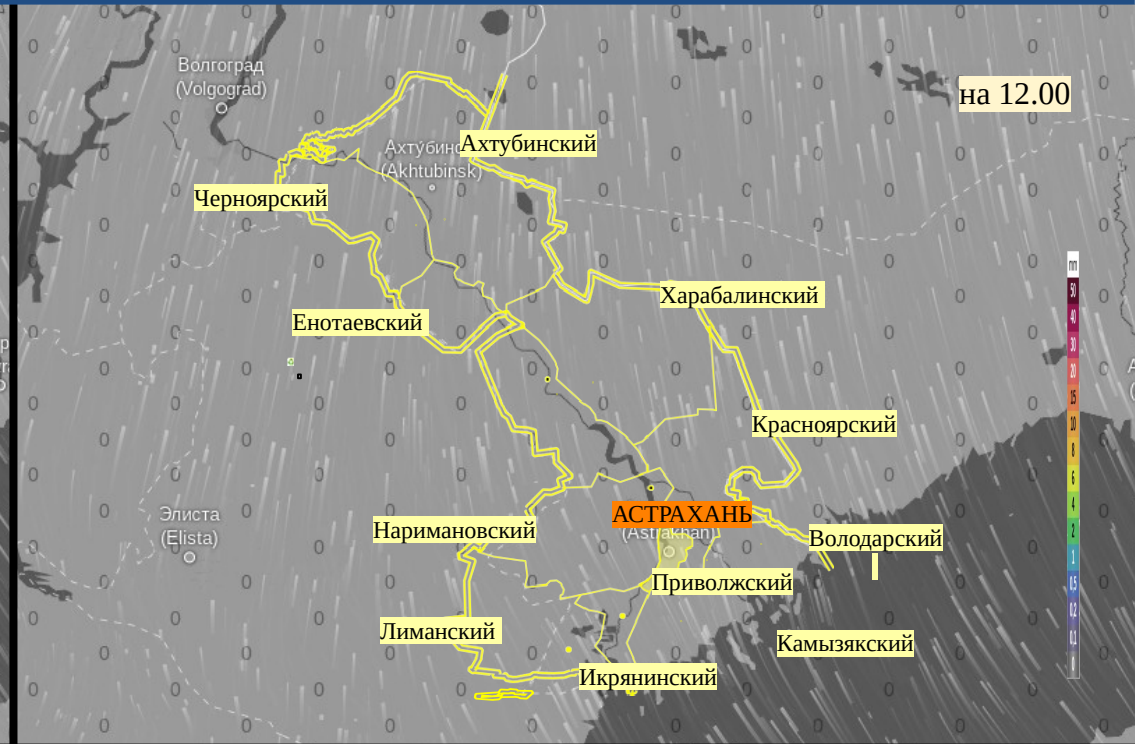 Волгоград
(Volgograd)
на 12.00
Ахтубинский
(Akhtubinsk)
Черноярский
Харабалинский
Енотаевский
Красноярский
Элиста
(Elista)
АСТРАХАНЬ
(Astrakhan)
Нариmановский
Володарский
Приволжский
Лиманский
Камызякский
Икрянинский
mm
50
40
30
20
15
10
8
6
4
2
1
0,5
0,2
0,1
0